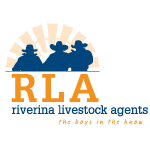 RLA
riverina livestock agents
the boys in the know